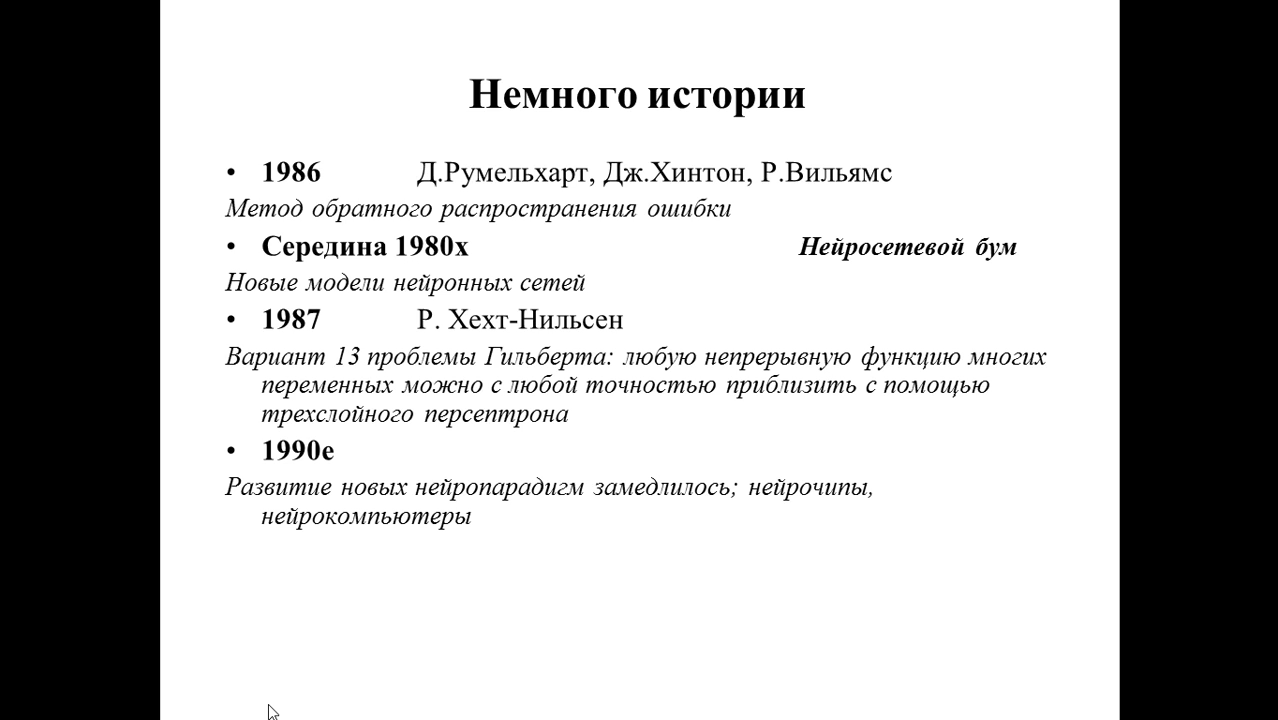 Немного истории
• 1986 Д.Румельхарт, Дж.Хинтон, Р.Вильямс
Метод обратного распространения ошибки
• Середина 1980х Нейросетевой бум
Новые модели нейронных сетей
• 1987 Р. Хехт-Нильсен
Вариант 13 проблемы Гильберта: любую непрерывную функцию многих
переменных можно с любой точностью приблизить с помощью
трехслойного персептрона
• 1990е
Развитие новых нейропарадигм замедлилось; нейрочипы,
нейрокомпьютеры